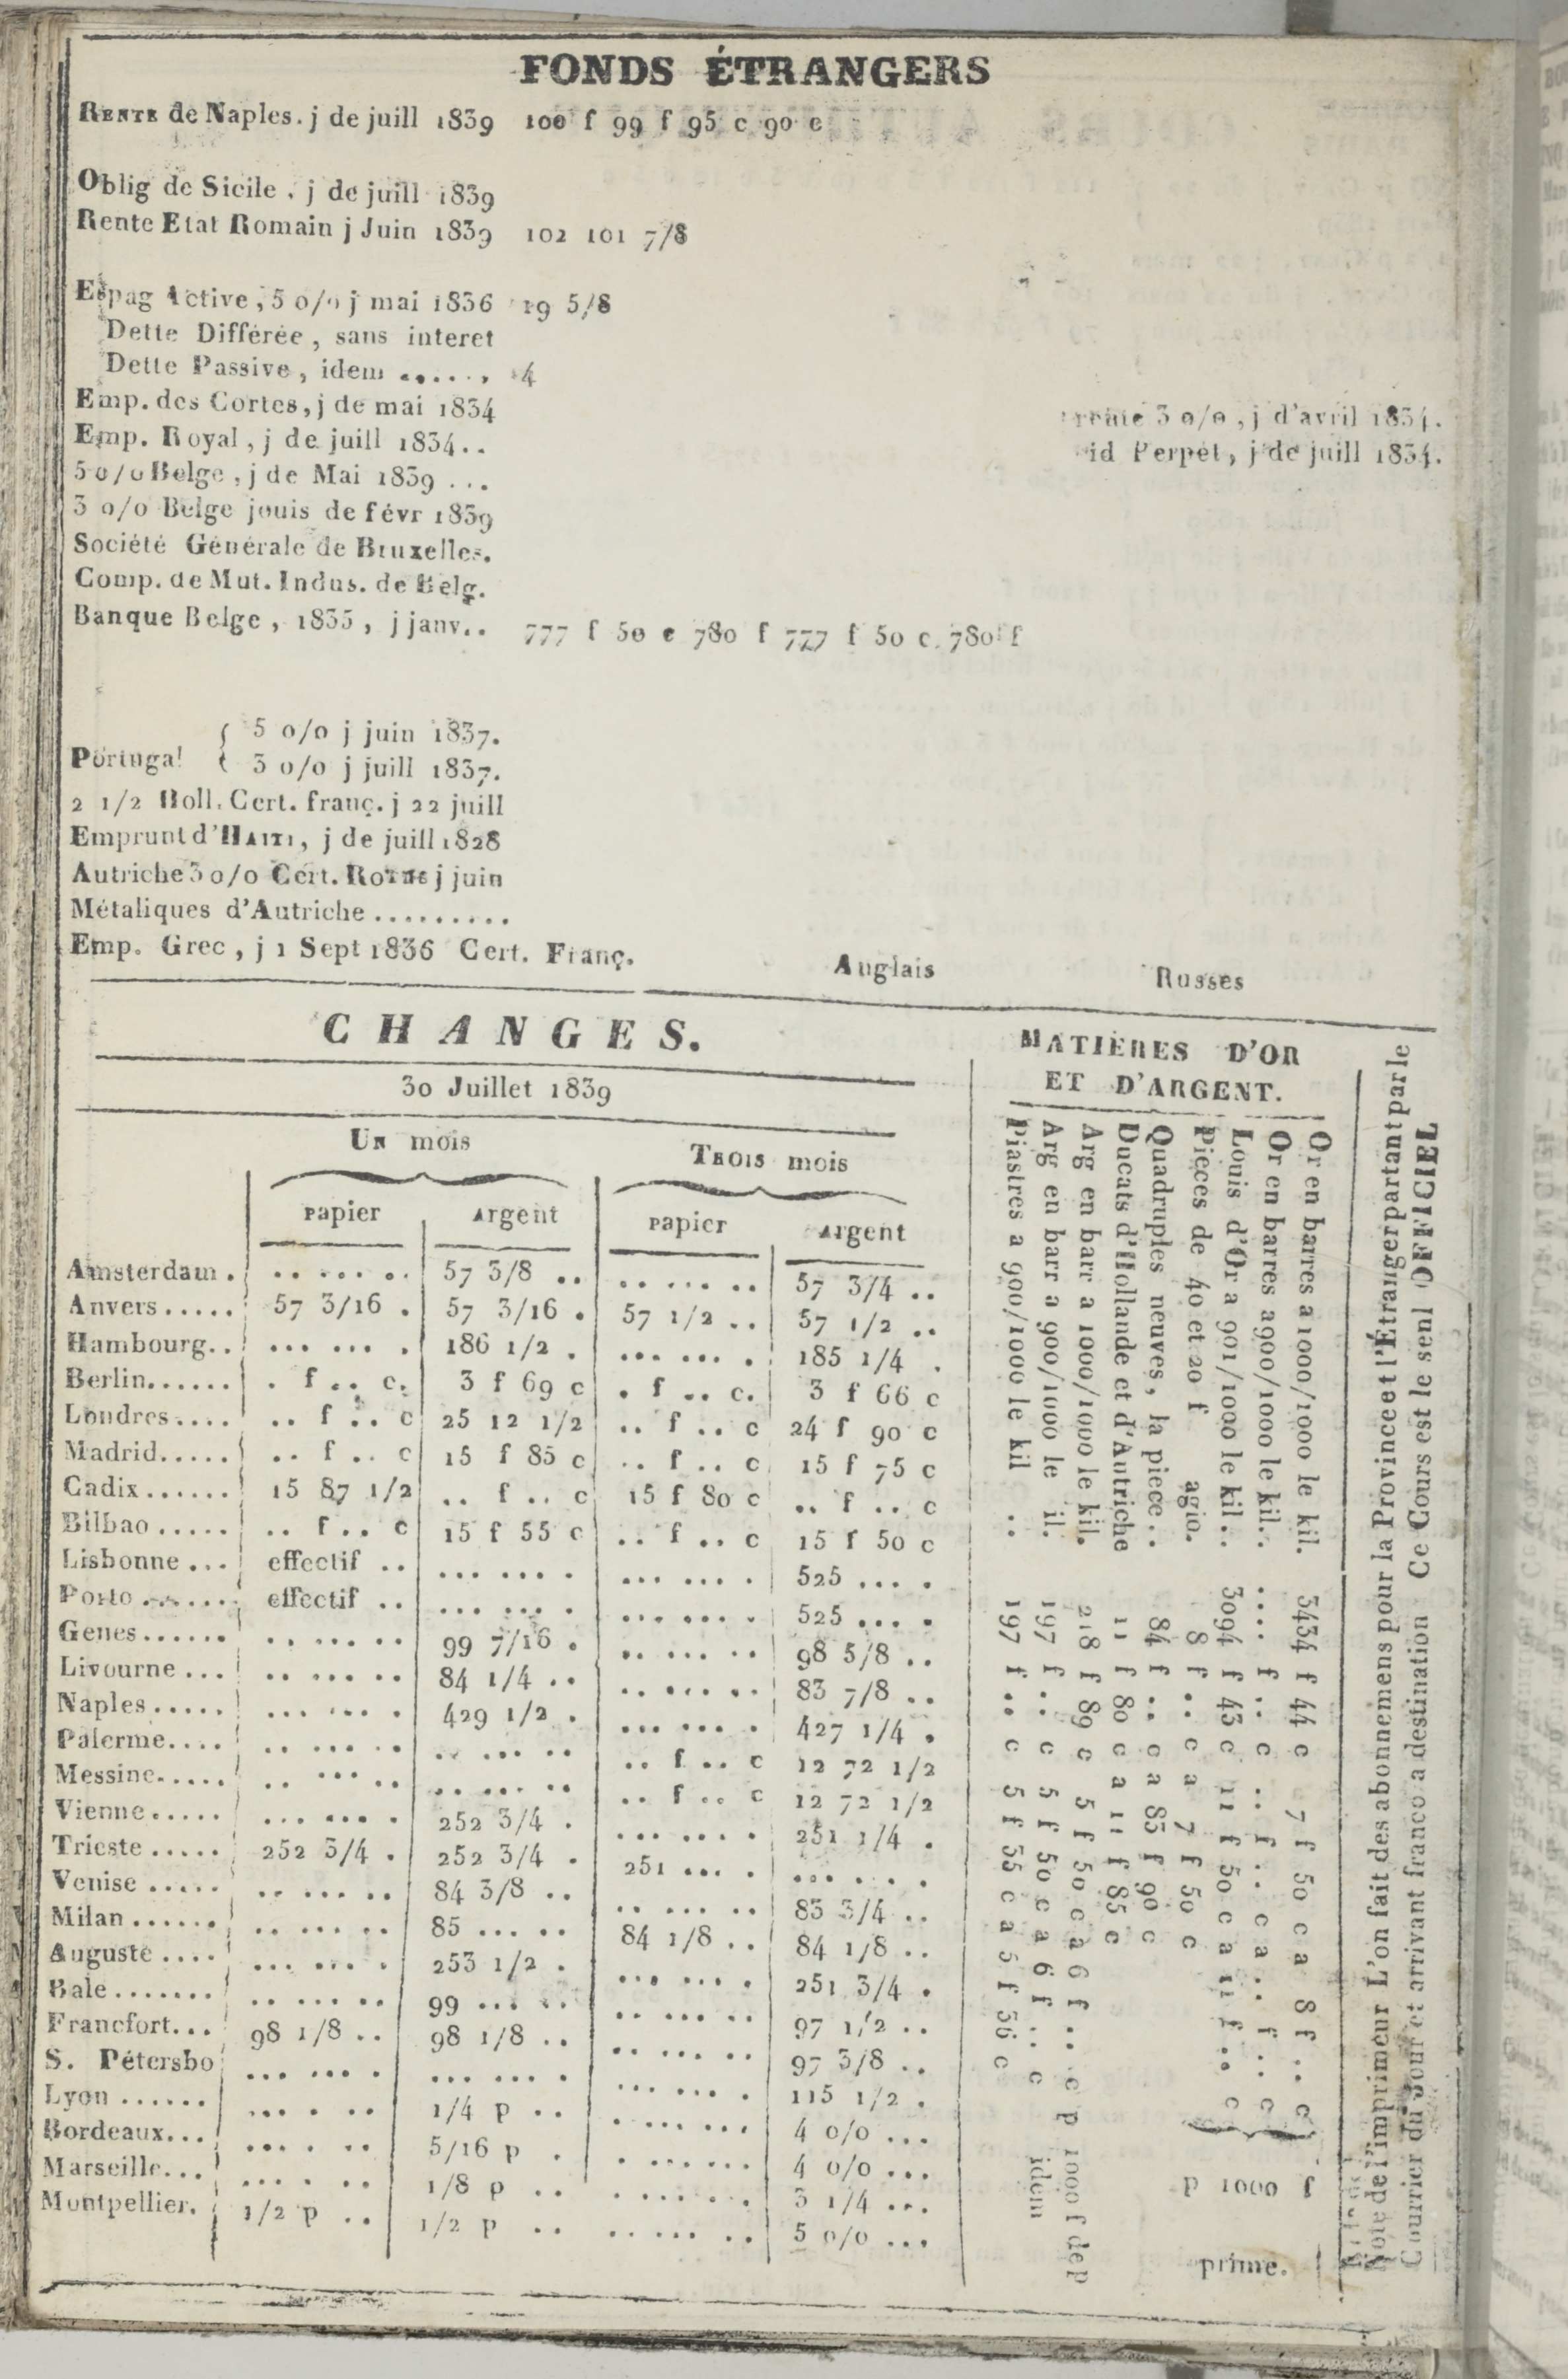 FONDS ÉTRANGERS
RENTE de Naples. j de juill 1839 100 f 99 f 95 c 90 c
Oblig de Sicile , j de juill 1839
Rente Etat Romain j Juin 1839 102 101 7/8
Espag Active , 5 o/o j mai 1836 19 5/8
Dette Différée , sans interet
Dette Passive , idem ...... 4
Emp. des Cortes, j de mai 1834 rente 3 o/o , j d'avril 1834.
Emp. Royal , j de juill 1834.. id Perpét , j de juill 1834.
5 o/o Belge , j de Mai 1839 ...
3 o/o Belge jouis de févr 1839
Société Générale de Bruxelles.
Comp. de Mut. Indus. de Belg.
Banque Belge , 1835 , j janv.. 777 f 50 c 780 f 777 f 50 c. 780 f
Portugal { 5 o/o j juin 1837.
{ 3 o/o j juill 1837.
2 1/2 Holl. Cert. franç. j 22 juill
Emprunt d'HAITI, j de juill 1828
Autriche 3 o/o Cért. ROTHS j juin
Métaliques d'Autriche .........
Emp. Grec , j 1 Sept 1836 Cert. Franç. Anglais Russes
CHANGES.
30 Juillet 1839
UN mois TROIS mois
Papier Argent Papier Argent
Amsterdam . .. ... .. 57 3/8 .. .. ... .. 57 3/4 ..
Anvers ..... 57 3/16 . 57 3/16 . 57 1/2 .. 57 1/2 ..
Hambourg.. ... ... . 186 1/2 . ... ... . 185 1/4 .
Berlin...... . f .. c. 3 f 69 c . f .. c. 3 f 66 c
Londres .... .. f .. c 25 12 1/2 .. f .. c 24 f 90 c
Madrid..... .. f .. c 15 f 85 c .. f .. c 15 f 75 c
Cadix ...... 15 87 1/2 .. f .. c 15 f 80 c .. f .. c
Bilbao ..... .. f .. c 15 f 55 c .. f .. c 15 f 50 c
Lisbonne ... effectif .. ... ... . ... ... . 525 ... .
Porto ...... effectif .. ... ... . ... ... . 525 ... .
Genes...... .. ... .. 99 7/16 . .. ... .. 98 5/8 ..
Livourne ... .. ... .. 84 1/4 .. .. ... .. 83 7/8 ..
Naples ..... ... ... . 429 1/2 . ... ... . 427 1/4 .
Palerme.... .. ... .. .. ... .. .. f .. c 12 72 1/2
Messine..... .. ... .. .. ... .. .. f .. c 12 72 1/2
Vienne ..... ... ... . 252 3/4 . ... ... . 251 1/4 .
Trieste ..... 252 3/4 . 252 3/4 . 251 ... . ... . . .
Venise ..... .. ... .. 84 3/8 .. .. ... .. 83 3/4 ..
Milan ...... .. ... .. 85 ... .. 84 1/8 .. 84 1/8 ..
Auguste .... ... ... . 253 1/2 . ... ... . 251 3/4 .
Bale ....... .. ... .. 99 ... .. .. ... .. 97 1/2 ..
Francfort... 98 1/8 .. 98 1/8 .. .. ... .. 97 3/8 ..
S. Pétersbo ... ... . ... ... . ... ... . 115 1/2 .
Lyon ...... ... . .. 1/4 p .. . ... ... 4 o/o ...
Bordeaux... ... . .. 5/16 p . . ... ... 4 o/o ...
Marseille... ... . .. 1/8 p .. .. ... .. 3 1/4 ...
Montpellier. 1/2 p .. 1/2 p .. .. ... .. 5 o/o ...
MATIÈRES D'OR
ET D'ARGENT.
Or en barres a 1000/1000 le kil. 3434 f 44 c 7 f 50 c a 8 f .. c
Or en barres a 900/1000 le kil.. .... f .. c .. f .. c a .. f .. c
Louis d'Or a 901/1000 le kil .. 3094 f 43 c 11 f 50 c a 11 f .. c
} p 1000 f
prime.
Pieces de 40 et 20 f agio. 8 f .. c a 7 f 50 c
Quadruples neuves , la piece .. 84 f .. c a 83 f 90 c
Ducats d'Hollande et d'Autriche 11 f 80 c a 11 f 85 c
Arg en barr a 1000/1000 le kil. 218 f 89 c 5 f 50 c a 6 f .. c p 1000 f de p
Arg en barr a 900/1000 le il. 197 f .. c 5 f 50 c a 6 f .. c idem
Piastres a 900/1000 le kil .. 197 f .. c 5 f 35 c a 5 f 36 c
Note de l'imprimeur L'on fait des abonnemens pour la Province et l'Étranger partant par le
Courrier du Jour et arrivant franco a destination Ce Cours est le seul OFFICIEL